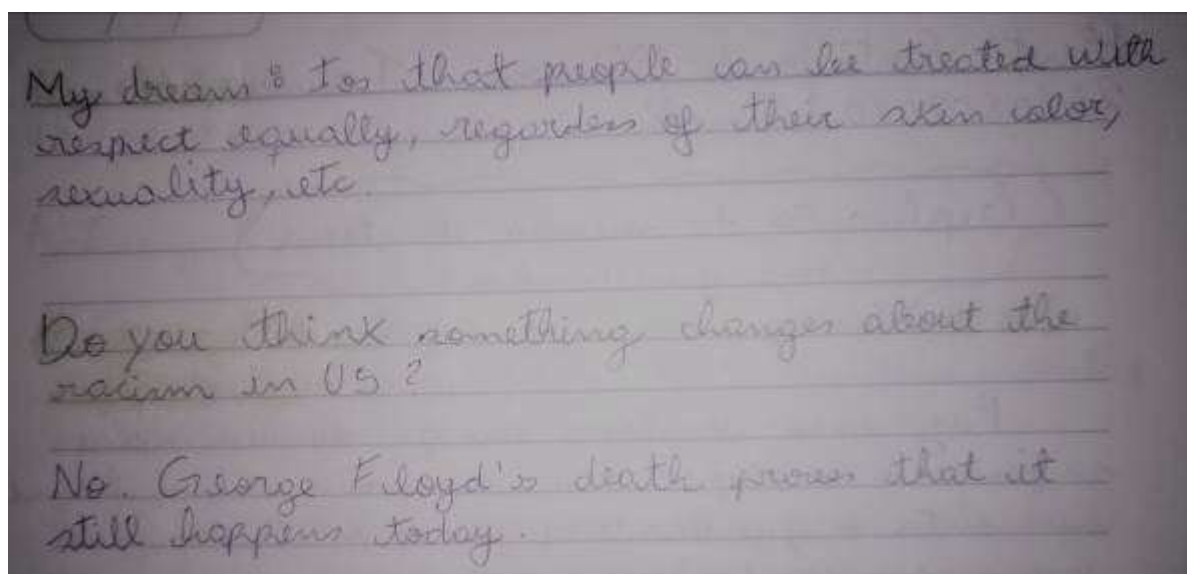 My dream: Is that people can be treated with
respect equally, regardess of their skin color,
sexuality, etc.
Do you think something changes about the
racism in US?
No. George Floyd's death proves that it
still happens today.